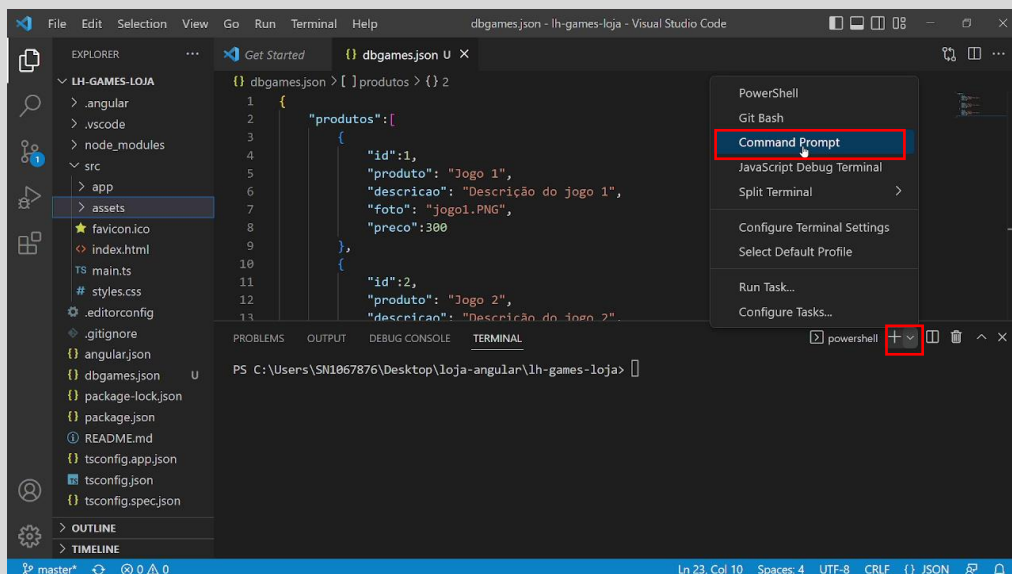 File Edit Selection View Go Run Terminal Help dbgames.json - lh-games-loja - Visual Studio Code
EXPLORER ···
LH-GAMES-LOJA
.angular
.vscode
node_modules
src
app
assets
favicon.ico
index.html
TS main.ts
# styles.css
.editorconfig
.gitignore
{} angular.json
{} dbgames.json U
{} package-lock.json
{} package.json
README.md
{} tsconfig.app.json
tsconfig.json
{} tsconfig.spec.json
OUTLINE
TIMELINE
1
Get Started {} dbgames.json U ×
{} dbgames.json > [ ] produtos > {} 2
1 {
2 "produtos":[
3 {
4 "id":1,
5 "produto": "Jogo 1",
6 "descricao": "Descrição do jogo 1",
7 "foto": "jogo1.PNG",
8 "preco":300
9 },
10 {
11 "id":2,
12 "produto": "Jogo 2",
13 "descricao": "Descrição do jogo 2",
PowerShell
Git Bash
Command Prompt
JavaScript Debug Terminal
Split Terminal >
Configure Terminal Settings
Select Default Profile
Run Task...
Configure Tasks...
PROBLEMS OUTPUT DEBUG CONSOLE TERMINAL powershell
PS C:\Users\SN1067876\Desktop\loja-angular\lh-games-loja>
master* 0 0 Ln 23, Col 10 Spaces: 4 UTF-8 CRLF {} JSON